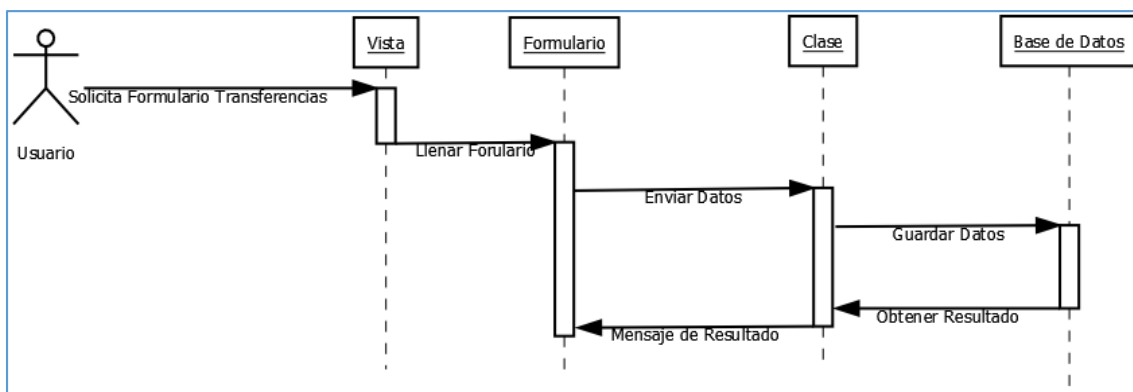 Vista
Formulario
Clase
Base de Datos
Solicita Formulario Transferencias
Usuario
Llenar Forulario
Enviar Datos
Guardar Datos
Obtener Resultado
Mensaje de Resultado